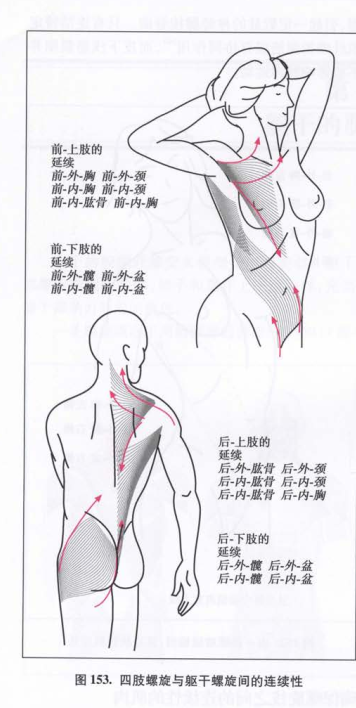 前-上肢的
延续
前-外-胸 前-外-颈
前-内-胸 前-内-颈
前-内-肱骨 前-内-胸
前-下肢的
延续
前-外-髋 前-外-盆
前-内-髋 前-内-盆
后-上肢的
延续
后-外-肱骨 后-外-颈
后-内-肱骨 后-内-颈
后-内-肱骨 后-内-胸
后-下肢的
延续
后-外-髋 后-外-盆
后-内-髋 后-内-盆
图 153. 四肢螺旋与躯干螺旋间的连续性